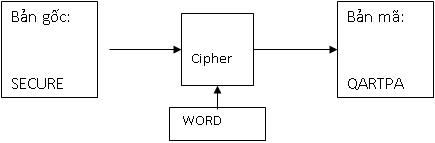 Bản gốc:
SECURE
Cipher
WORD
Bản mã:
QARTPA